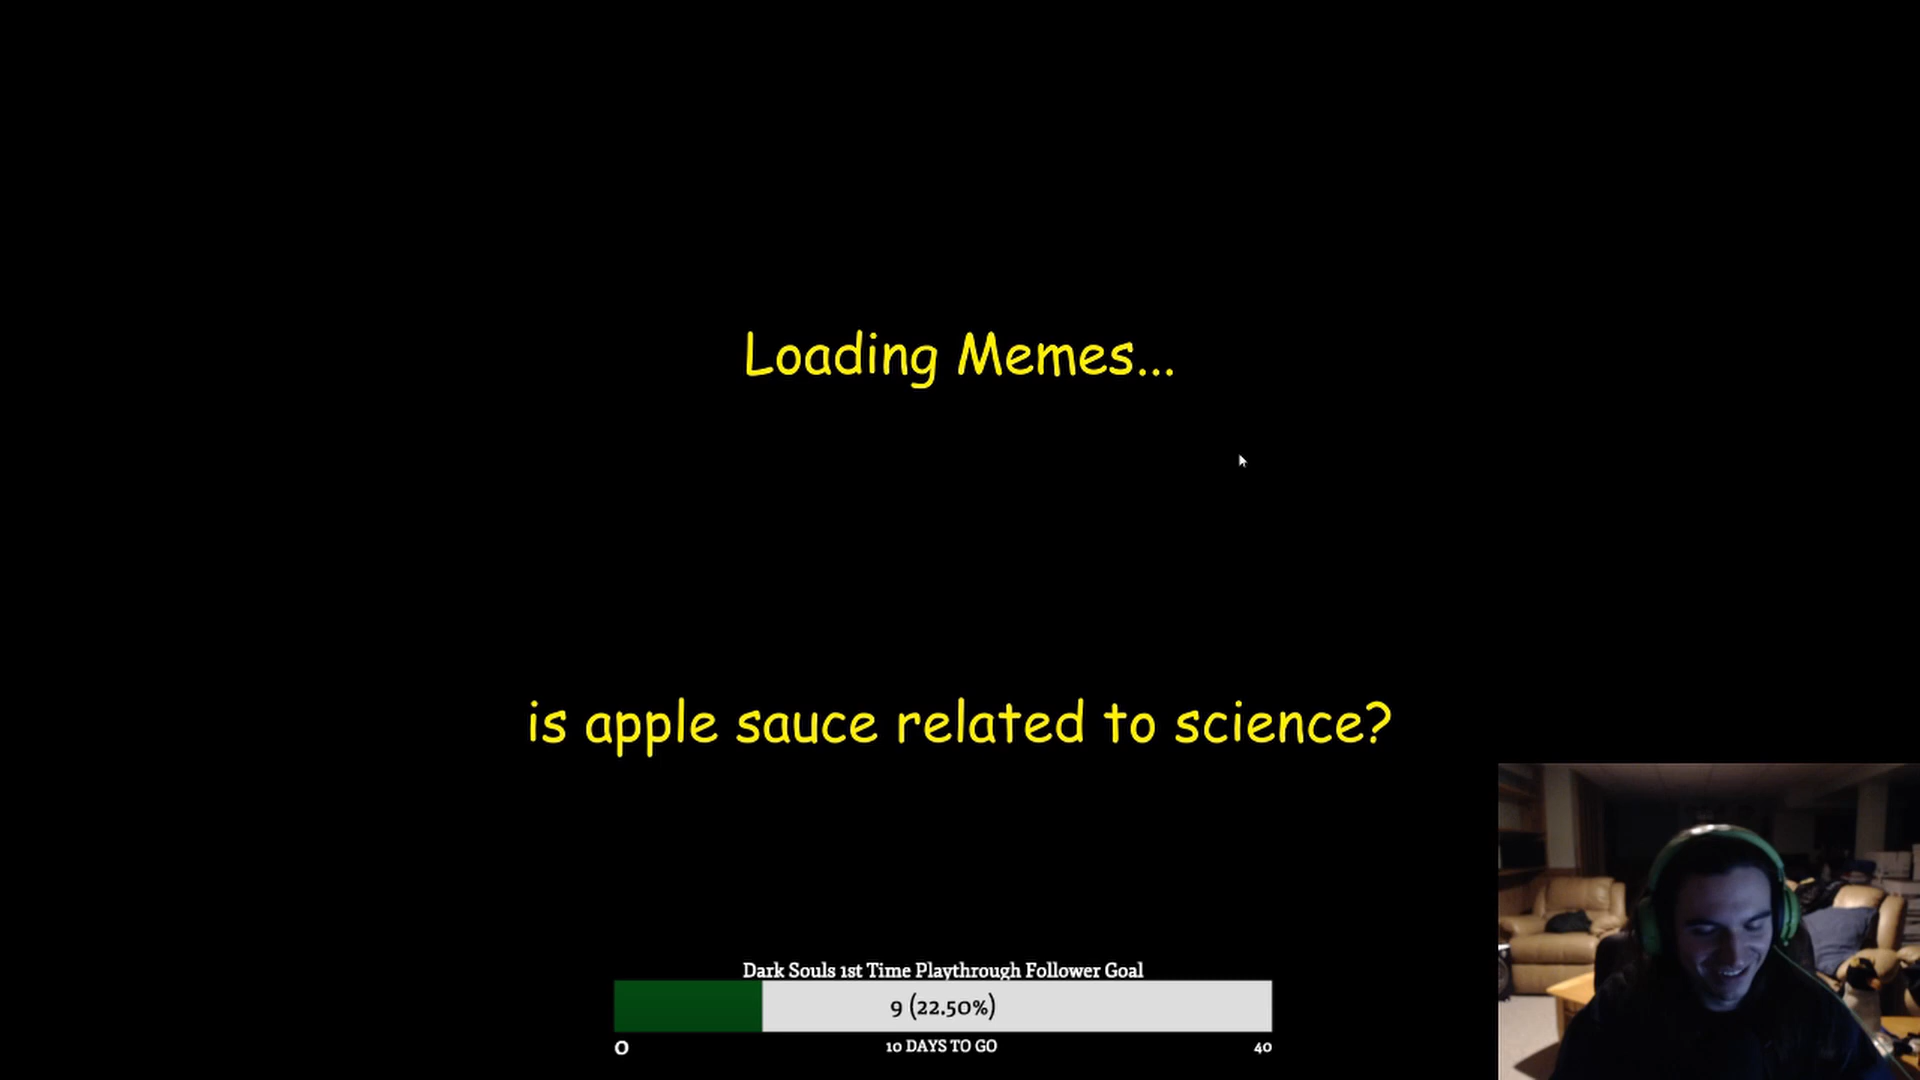 Loading Memes...
is apple sauce related to science?
Dark Souls 1st Time Playthrough Follower Goal
9 (22.50%)
0 10 DAYS TO GO 40